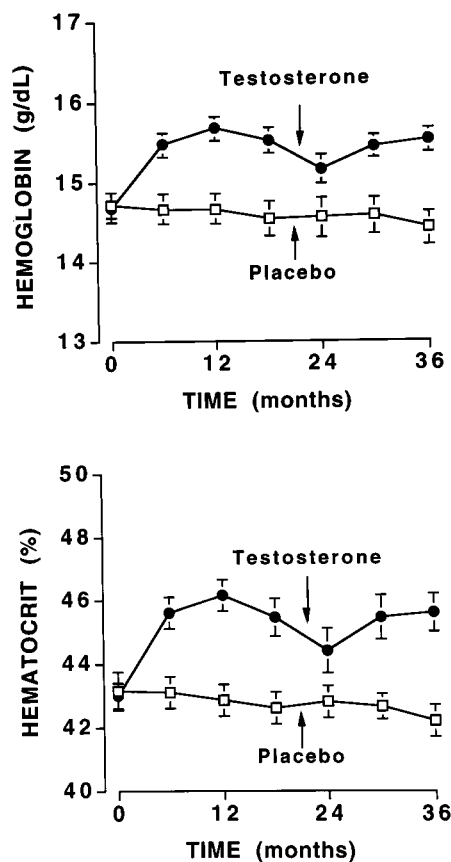 17
16
15
14
13
HEMOGLOBIN (g/dL)
Testosterone
Placebo
0 12 24 36
TIME (months)
50
48
46
43
42
40
HEMATOCRIT (%)
Testosterone
Placebo
0 12 24 36
TIME (months)